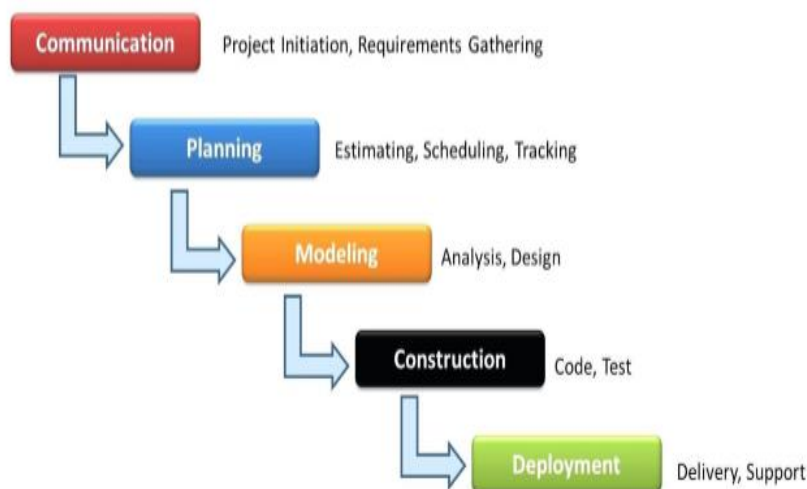 Communication
Project Initiation, Requirements Gathering
Planning
Estimating, Scheduling, Tracking
Modeling
Analysis, Design
Construction
Code, Test
Deployment
Delivery, Support